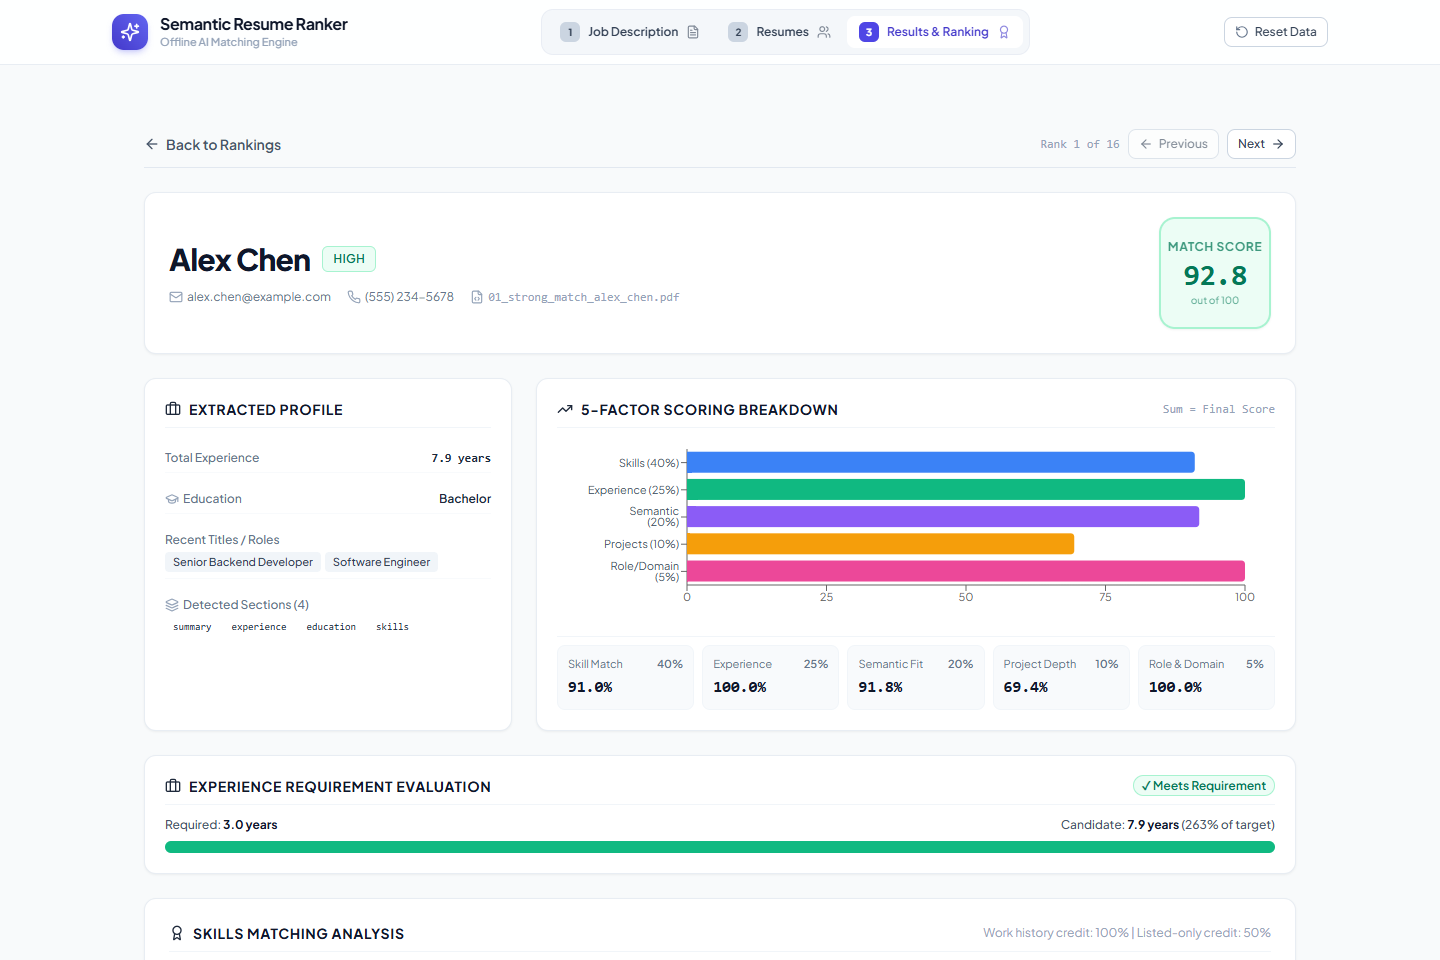 Semantic Resume Ranker
Offline AI Matching Engine
1 Job Description
2 Resumes
3 Results & Ranking
Reset Data
Back to Rankings
Rank 1 of 16
Previous
Next
Alex Chen
HIGH
alex.chen@example.com
(555) 234-5678
01_strong_match_alex_chen.pdf
MATCH SCORE
92.8
out of 100
EXTRACTED PROFILE
Total Experience 7.9 years
Education Bachelor
Recent Titles / Roles
Senior Backend Developer Software Engineer
Detected Sections (4)
summary experience education skills
5-FACTOR SCORING BREAKDOWN
Sum = Final Score
Skills (40%)
Experience (25%)
Semantic
(20%)
Projects (10%)
Role/Domain
(5%)
0 25 50 75 100
Skill Match 40%
91.0%
Experience 25%
100.0%
Semantic Fit 20%
91.8%
Project Depth 10%
69.4%
Role & Domain 5%
100.0%
EXPERIENCE REQUIREMENT EVALUATION
✓ Meets Requirement
Required: 3.0 years
Candidate: 7.9 years (263% of target)
SKILLS MATCHING ANALYSIS
Work history credit: 100% | Listed-only credit: 50%